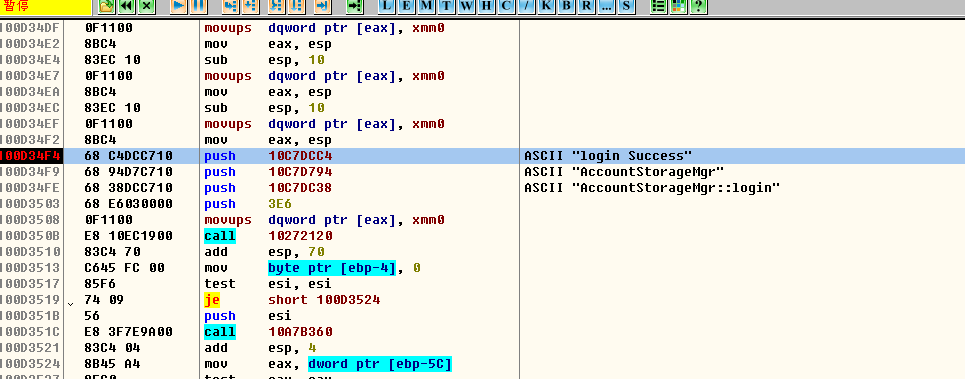 暂停 L E M T W H C / K B R ... S ?
100D34DF 0F1100 movups dqword ptr [eax], xmm0
100D34E2 8BC4 mov eax, esp
100D34E4 83EC 10 sub esp, 10
100D34E7 0F1100 movups dqword ptr [eax], xmm0
100D34EA 8BC4 mov eax, esp
100D34EC 83EC 10 sub esp, 10
100D34EF 0F1100 movups dqword ptr [eax], xmm0
100D34F2 8BC4 mov eax, esp
100D34F4 68 C4DCC710 push 10C7DCC4 ASCII "login Success"
100D34F9 68 94D7C710 push 10C7D794 ASCII "AccountStorageMgr"
100D34FE 68 38DCC710 push 10C7DC38 ASCII "AccountStorageMgr::login"
100D3503 68 E6030000 push 3E6
100D3508 0F1100 movups dqword ptr [eax], xmm0
100D350B E8 10EC1900 call 10272120
100D3510 83C4 70 add esp, 70
100D3513 C645 FC 00 mov byte ptr [ebp-4], 0
100D3517 85F6 test esi, esi
100D3519 74 09 je short 100D3524
100D351B 56 push esi
100D351C E8 3F7E9A00 call 10A7B360
100D3521 83C4 04 add esp, 4
100D3524 8B45 A4 mov eax, dword ptr [ebp-5C]